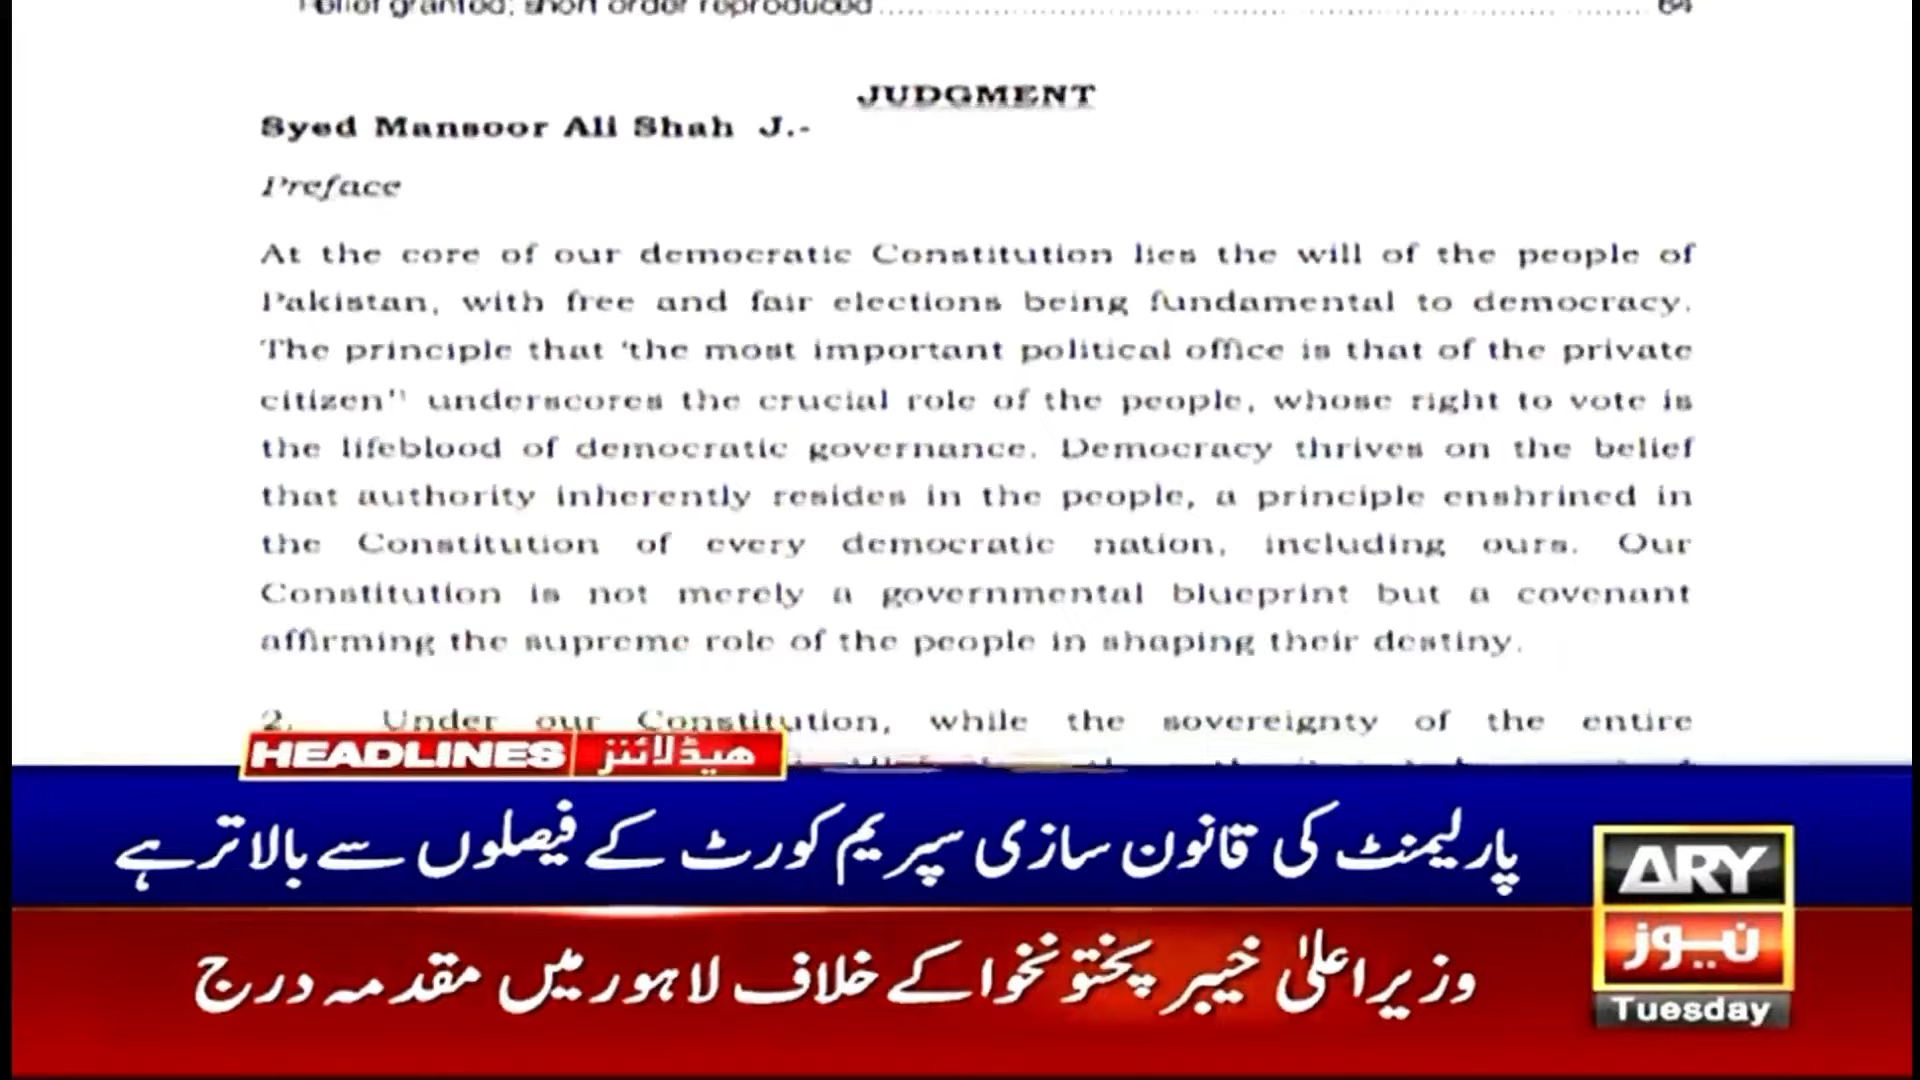 Relief granted; short order reproduced.................................................64
JUDGMENT
Syed Mansoor Ali Shah J.-
Preface
At the core of our democratic Constitution lies the will of the people of
Pakistan, with free and fair elections being fundamental to democracy.
The principle that 'the most important political office is that of the private
citizen'¹ underscores the crucial role of the people, whose right to vote is
the lifeblood of democratic governance. Democracy thrives on the belief
that authority inherently resides in the people, a principle enshrined in
the Constitution of every democratic nation, including ours. Our
Constitution is not merely a governmental blueprint but a covenant
affirming the supreme role of the people in shaping their destiny.
2. Under our Constitution, while the sovereignty of the entire
HEADLINES ہیڈلائنز
پارلیمنٹ کی قانون سازی سپریم کورٹ کے فیصلوں سے بالاتر ہے
وزیراعلیٰ خیبر پختونخوا کے خلاف لاہور میں مقدمہ درج
ARY
نیوز
Tuesday